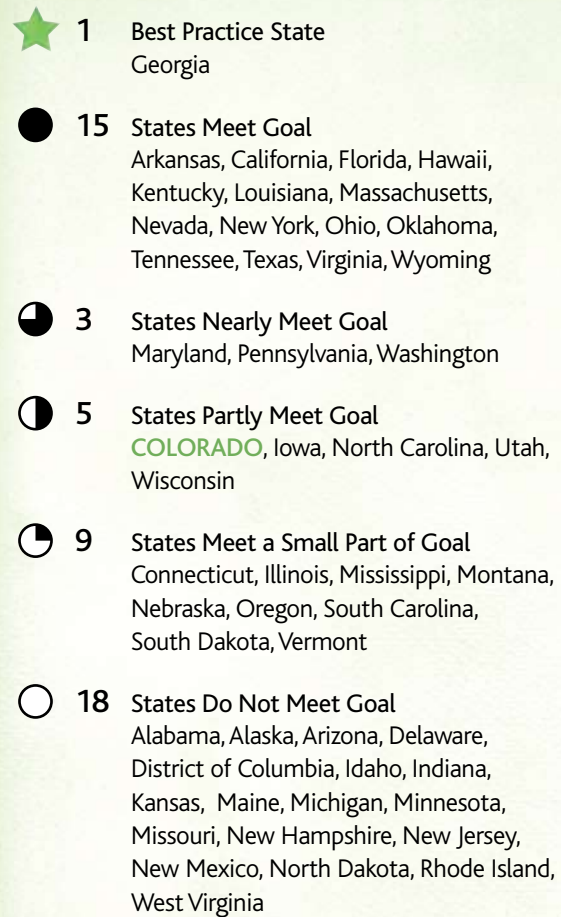 1 Best Practice State
Georgia
15 States Meet Goal
Arkansas, California, Florida, Hawaii,
Kentucky, Louisiana, Massachusetts,
Nevada, New York, Ohio, Oklahoma,
Tennessee, Texas, Virginia, Wyoming
3 States Nearly Meet Goal
Maryland, Pennsylvania, Washington
5 States Partly Meet Goal
COLORADO, Iowa, North Carolina, Utah,
Wisconsin
9 States Meet a Small Part of Goal
Connecticut, Illinois, Mississippi, Montana,
Nebraska, Oregon, South Carolina,
South Dakota, Vermont
18 States Do Not Meet Goal
Alabama, Alaska, Arizona, Delaware,
District of Columbia, Idaho, Indiana,
Kansas, Maine, Michigan, Minnesota,
Missouri, New Hampshire, New Jersey,
New Mexico, North Dakota, Rhode Island,
West Virginia